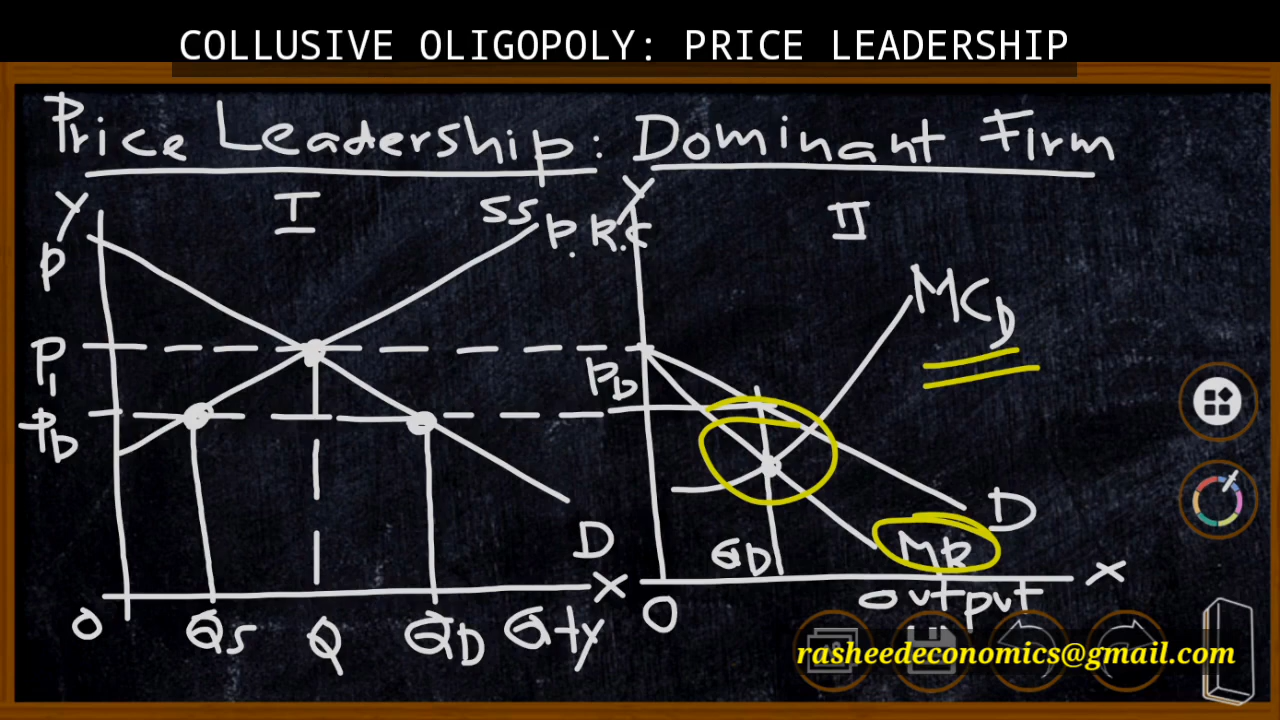 COLLUSIVE OLIGOPOLY: PRICE LEADERSHIP
Price Leadership: Dominant Firm
Y I SS Y II
P P.R.C
MCD
P1 PD
PD
D D
MR
QD
X X
O QS Q QD Qty O output
rasheedeconomics@gmail.com